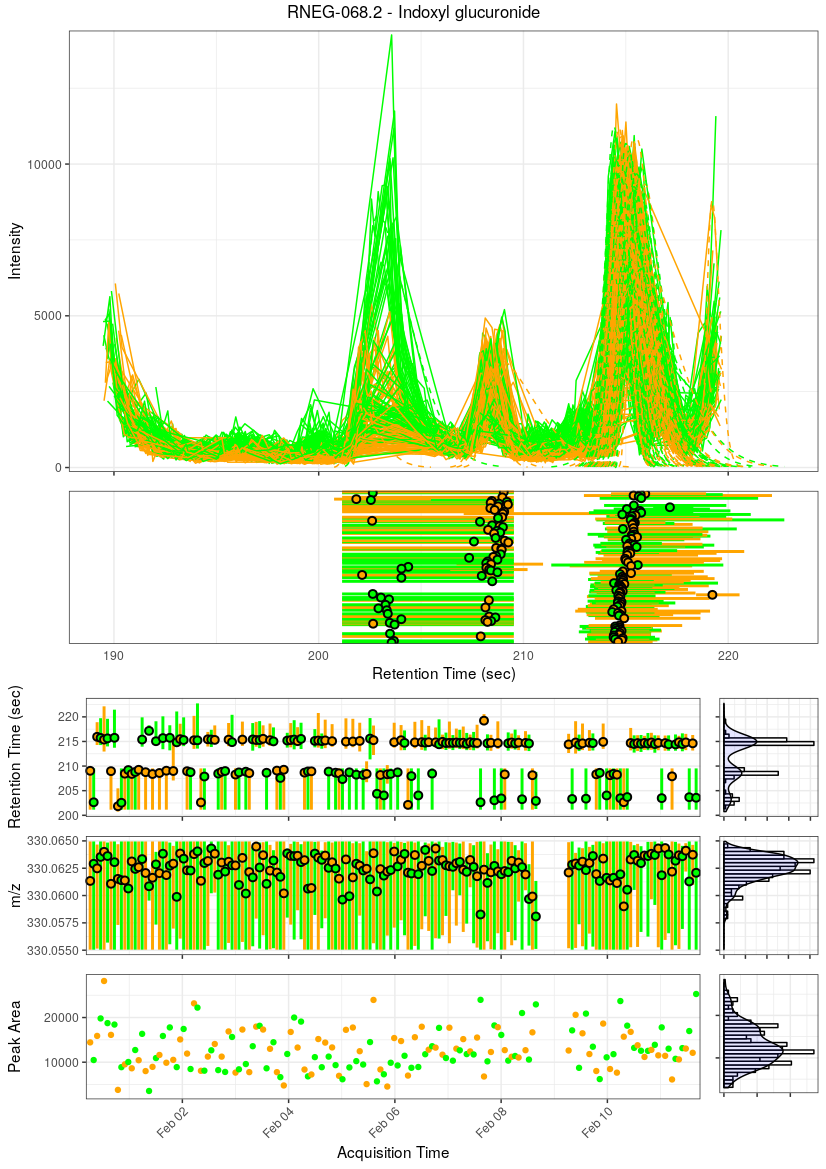 RNEG-068.2 - Indoxyl glucuronide
Intensity
10000
5000
0
190
200
210
220
Retention Time (sec)
Retention Time (sec)
220
215
210
205
200
m/z
330.0650
330.0625
330.0600
330.0575
330.0550
Peak Area
20000
10000
Feb 02
Feb 04
Feb 06
Feb 08
Feb 10
Acquisition Time